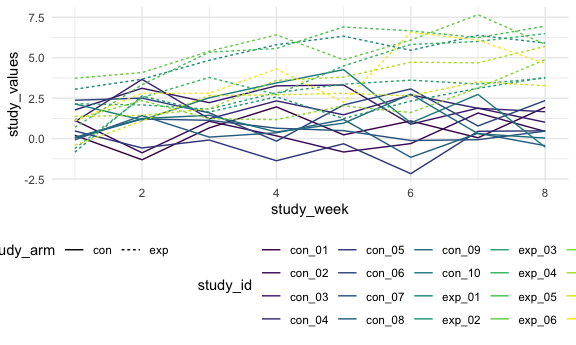 7.5
5.0
2.5
0.0
-2.5
study_values
2 4 6 8
study_week
udy_arm con exp
study_id
con_01 con_05 con_09 exp_03
con_02 con_06 con_10 exp_04
con_03 con_07 exp_01 exp_05
con_04 con_08 exp_02 exp_06